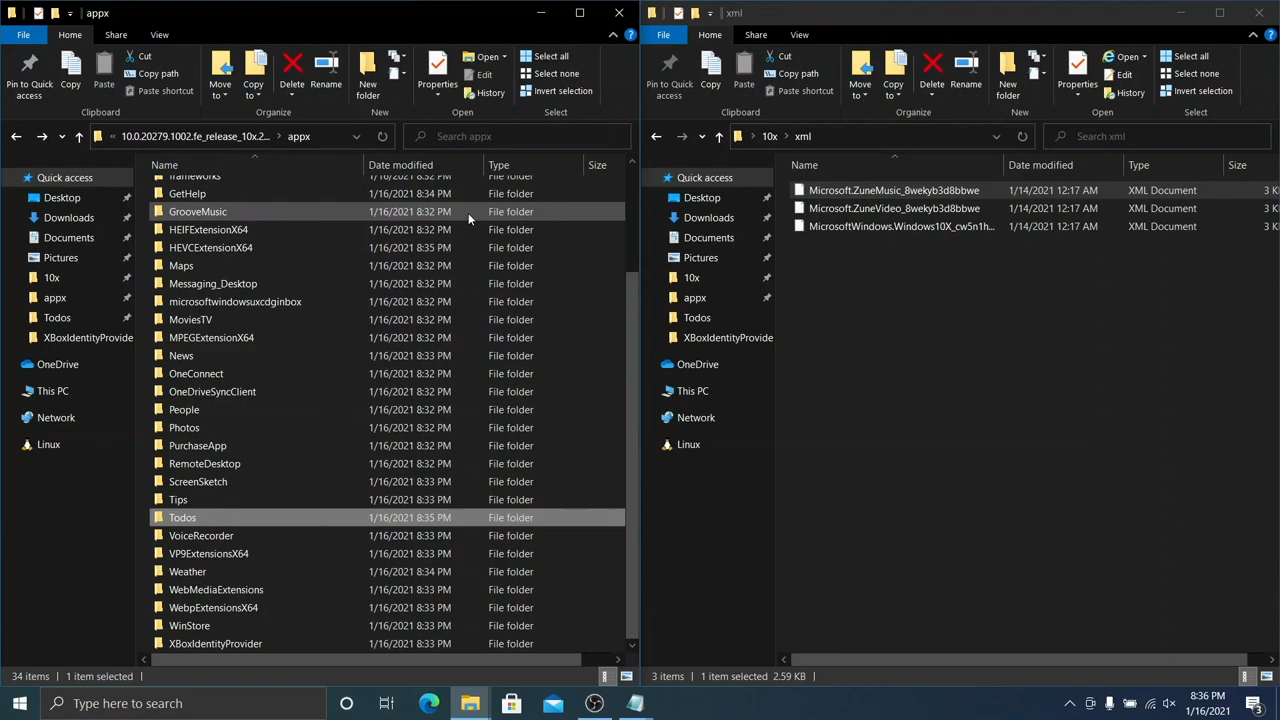 appx
File
Home
Share
View
Pin to Quick
access
Copy
Paste
Cut
Copy path
Paste shortcut
Clipboard
Move
to
Copy
to
Delete
Rename
Organize
New
folder
New
Properties
Open
Edit
History
Open
Select all
Select none
Invert selection
Select
« 10.0.20279.1002.fe_release_10x.2... › appx
Search appx
Name
Date modified
Type
Size
Quick access
Desktop
Downloads
Documents
Pictures
10x
appx
Todos
XBoxIdentityProvide
OneDrive
This PC
Network
Linux
frameworks 1/16/2021 8:32 PM File folder
GetHelp 1/16/2021 8:34 PM File folder
GrooveMusic 1/16/2021 8:32 PM File folder
HEIFExtensionX64 1/16/2021 8:32 PM File folder
HEVCExtensionX64 1/16/2021 8:35 PM File folder
Maps 1/16/2021 8:32 PM File folder
Messaging_Desktop 1/16/2021 8:32 PM File folder
microsoftwindowsuxcdginbox 1/16/2021 8:32 PM File folder
MoviesTV 1/16/2021 8:32 PM File folder
MPEGExtensionX64 1/16/2021 8:32 PM File folder
News 1/16/2021 8:33 PM File folder
OneConnect 1/16/2021 8:32 PM File folder
OneDriveSyncClient 1/16/2021 8:32 PM File folder
People 1/16/2021 8:32 PM File folder
Photos 1/16/2021 8:32 PM File folder
PurchaseApp 1/16/2021 8:32 PM File folder
RemoteDesktop 1/16/2021 8:32 PM File folder
ScreenSketch 1/16/2021 8:33 PM File folder
Tips 1/16/2021 8:33 PM File folder
Todos 1/16/2021 8:35 PM File folder
VoiceRecorder 1/16/2021 8:33 PM File folder
VP9ExtensionsX64 1/16/2021 8:33 PM File folder
Weather 1/16/2021 8:34 PM File folder
WebMediaExtensions 1/16/2021 8:33 PM File folder
WebpExtensionsX64 1/16/2021 8:33 PM File folder
WinStore 1/16/2021 8:33 PM File folder
XBoxIdentityProvider 1/16/2021 8:33 PM File folder
34 items
1 item selected
xml
File
Home
Share
View
Pin to Quick
access
Copy
Paste
Cut
Copy path
Paste shortcut
Clipboard
Move
to
Copy
to
Delete
Rename
Organize
New
folder
New
Properties
Open
Edit
History
Open
Select all
Select none
Invert selection
Select
10x › xml
Search xml
Name
Date modified
Type
Size
Quick access
Desktop
Downloads
Documents
Pictures
10x
appx
Todos
XBoxIdentityProvide
OneDrive
This PC
Network
Linux
Microsoft.ZuneMusic_8wekyb3d8bbwe 1/14/2021 12:17 AM XML Document 3 K
Microsoft.ZuneVideo_8wekyb3d8bbwe 1/14/2021 12:17 AM XML Document 3 K
MicrosoftWindows.Windows10X_cw5n1h... 1/14/2021 12:17 AM XML Document 3 K
3 items
1 item selected 2.59 KB
Type here to search
8:36 PM
1/16/2021
3